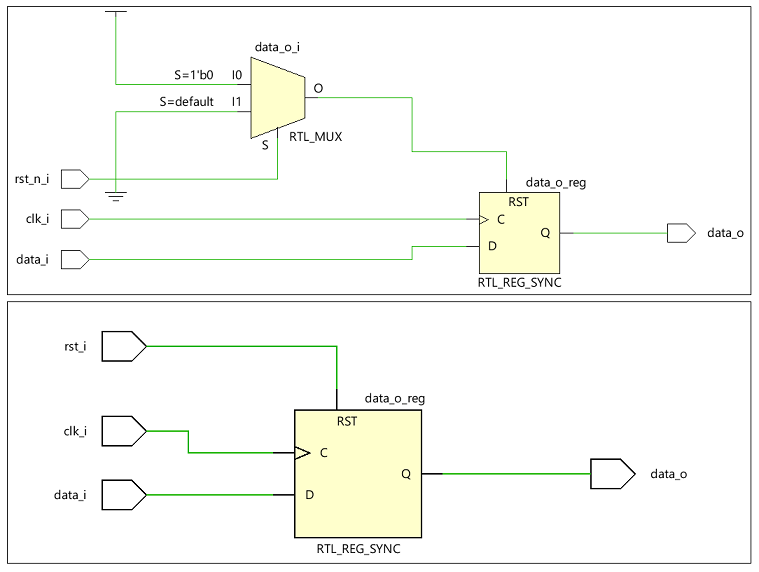 data_o_i
S=1'b0 I0
O
S=default I1
RTL_MUX
S
rst_n_i
data_o_reg
RST
clk_i
C
Q
data_o
data_i
D
RTL_REG_SYNC
rst_i
data_o_reg
RST
clk_i
C
Q
data_o
data_i
D
RTL_REG_SYNC